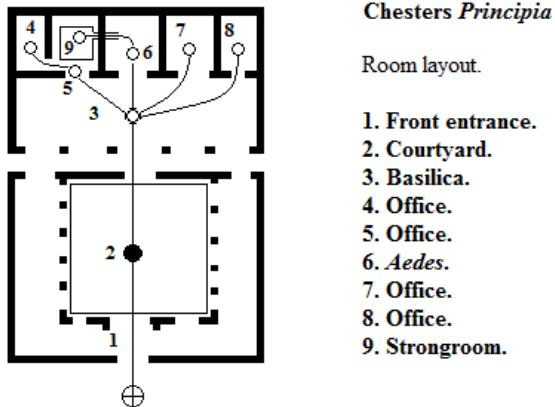 Chesters Principia
Room layout.
1. Front entrance.
2. Courtyard.
3. Basilica.
4. Office.
5. Office.
6. Aedes.
7. Office.
8. Office.
9. Strongroom.
4
9
6
7
8
5
3
2
1